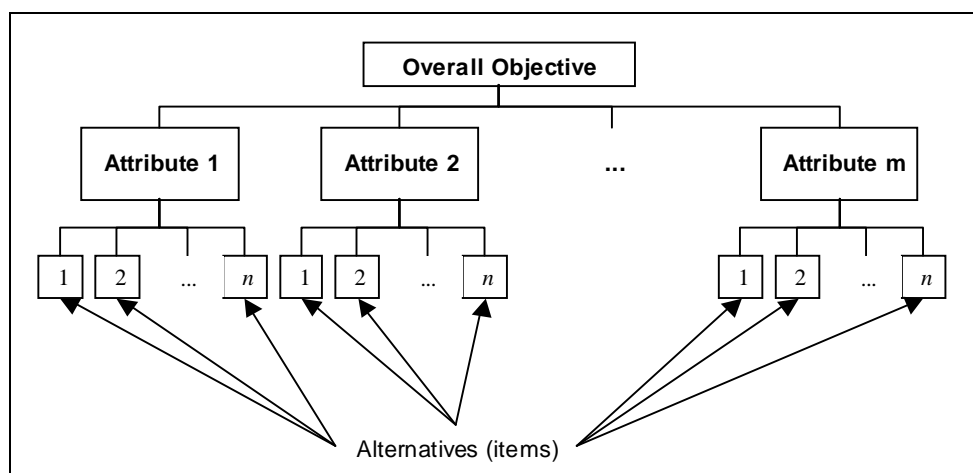 Overall Objective
Attribute 1 Attribute 2 ... Attribute m
1 2 ... n 1 2 ... n 1 2 ... n
Alternatives (items)